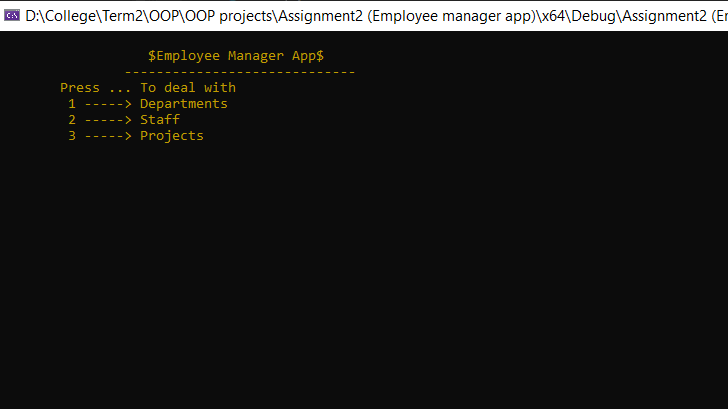 D:\College\Term2\OOP\OOP projects\Assignment2 (Employee manager app)\x64\Debug\Assignment2 (Er
$Employee Manager App$
-----------------------------
Press ... To deal with
1 -----> Departments
2 -----> Staff
3 -----> Projects